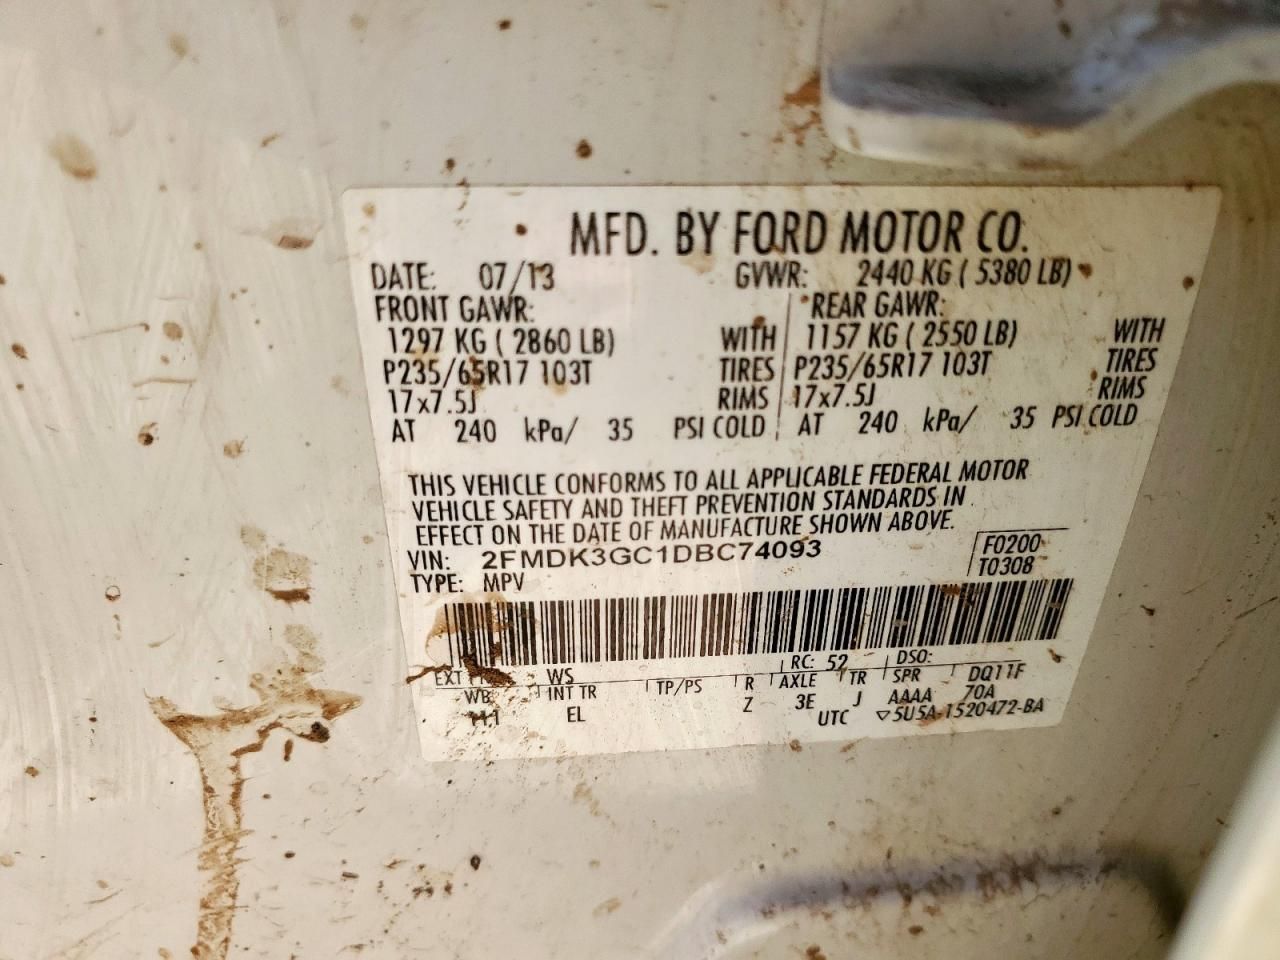 MFD. BY FORD MOTOR CO.
DATE: 07/13 GVWR: 2440 KG ( 5380 LB)
FRONT GAWR: REAR GAWR:
1297 KG ( 2860 LB) WITH 1157 KG ( 2550 LB) WITH
P235/65R17 103T TIRES P235/65R17 103T TIRES
17x7.5J RIMS 17x7.5J RIMS
AT 240 kPa/ 35 PSI COLD AT 240 kPa/ 35 PSI COLD
THIS VEHICLE CONFORMS TO ALL APPLICABLE FEDERAL MOTOR
VEHICLE SAFETY AND THEFT PREVENTION STANDARDS IN
EFFECT ON THE DATE OF MANUFACTURE SHOWN ABOVE.
VIN: 2FMDK3GC1DBC74093 F0200
TYPE: MPV T0308
RC: 52 DSO:
EXT WS DQ11F
WB INT TR TP/PS R AXLE TR SPR
111 EL Z 3E J AAAA 70A
UTC ▽5U5A-1520472-BA